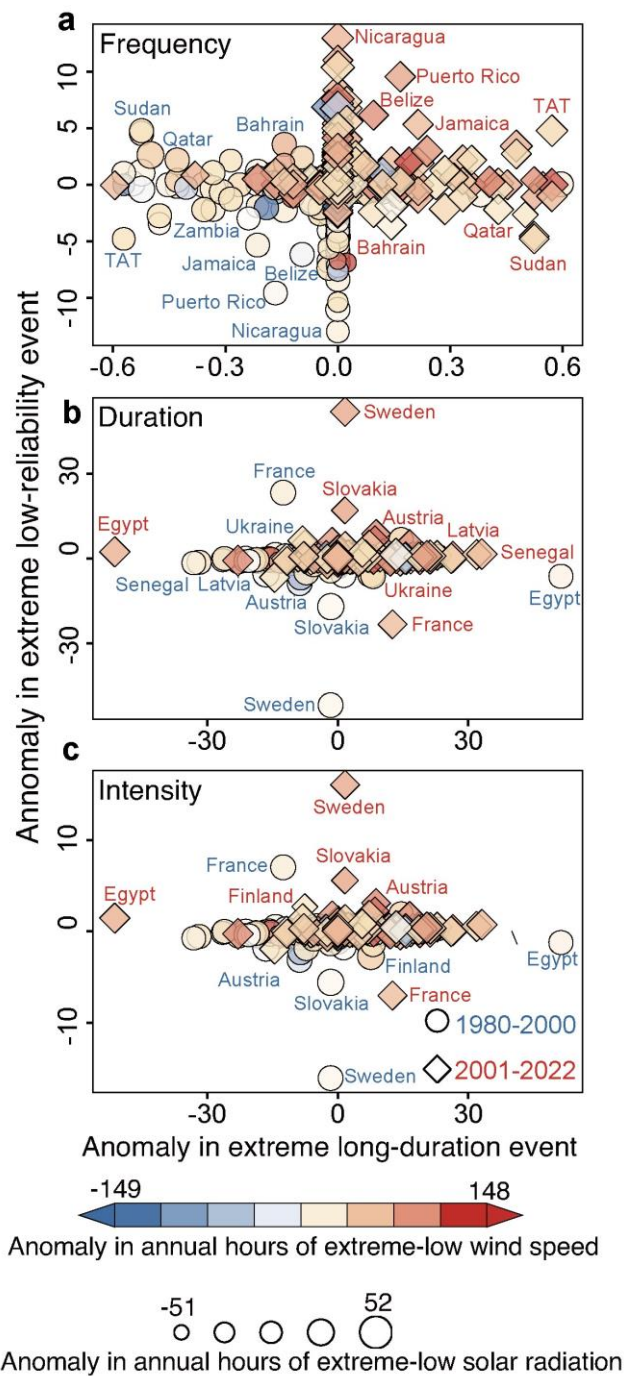 a
Frequency
Nicaragua
Puerto Rico
Belize
Jamaica
TAT
Sudan
Qatar
Bahrain
Zambia
TAT
Jamaica
Belize
Puerto Rico
Nicaragua
Bahrain
Qatar
Sudan
10
5
0
-5
-10
-0.6
-0.3
0.0
0.3
0.6
Annomaly in extreme low-reliability event
b
Duration
Sweden
France
Slovakia
Egypt
Ukraine
Austria
Latvia
Senegal
Senegal
Latvia
Austria
Ukraine
Egypt
Slovakia
France
Sweden
30
0
-30
-30
0
30
c
Intensity
Sweden
France
Slovakia
Egypt
Finland
Austria
Austria
Finland
Egypt
Slovakia
France
1980-2000
Sweden
2001-2022
10
0
-10
-30
0
30
Anomaly in extreme long-duration event
-149
148
Anomaly in annual hours of extreme-low wind speed
-51
52
Anomaly in annual hours of extreme-low solar radiation